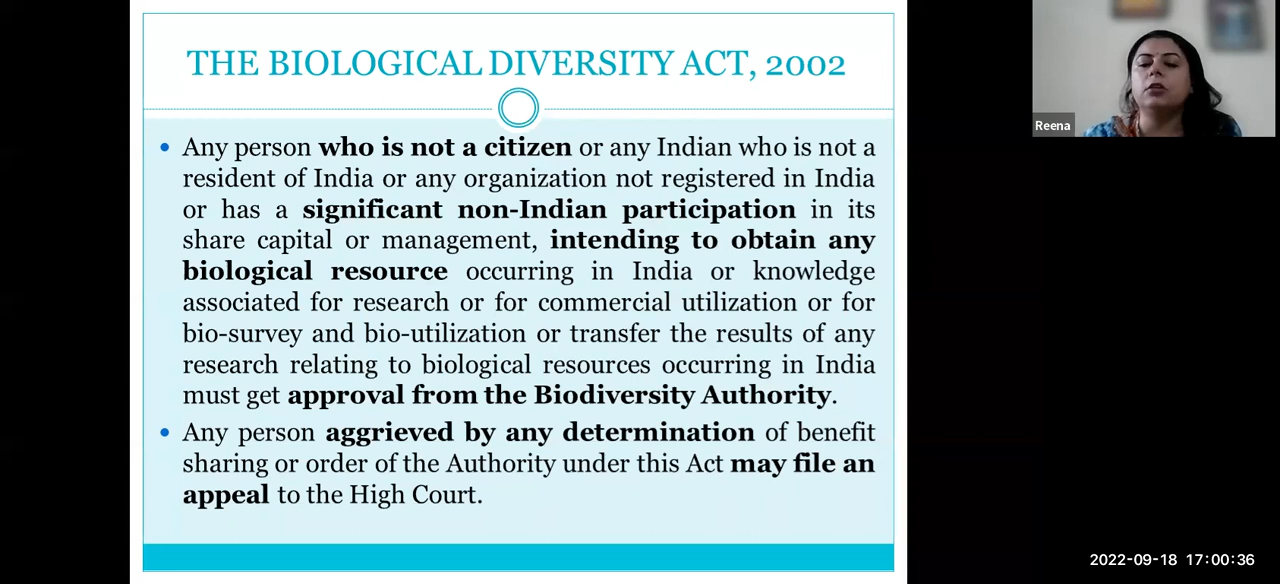 THE BIOLOGICAL DIVERSITY ACT, 2002
Reena
• Any person who is not a citizen or any Indian who is not a
resident of India or any organization not registered in India
or has a significant non-Indian participation in its
share capital or management, intending to obtain any
biological resource occurring in India or knowledge
associated for research or for commercial utilization or for
bio-survey and bio-utilization or transfer the results of any
research relating to biological resources occurring in India
must get approval from the Biodiversity Authority.
• Any person aggrieved by any determination of benefit
sharing or order of the Authority under this Act may file an
appeal to the High Court.
2022-09-18 17:00:36